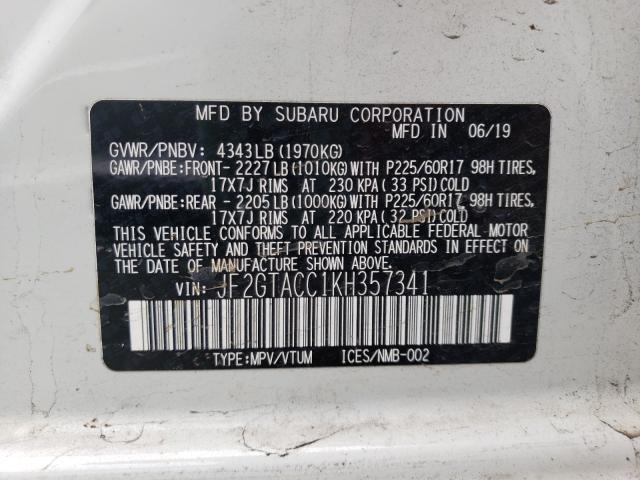 MFD BY SUBARU CORPORATION
MFD IN 06/19
GVWR/PNBV: 4343LB (1970KG)
GAWR/PNBE:FRONT- 2227LB (1010KG) WITH P225/60R17 98H TIRES,
17X7J RIMS AT 230 KPA (33 PSI) COLD
GAWR/PNBE:REAR - 2205LB (1000KG) WITH P225/60R17 98H TIRES,
17X7J RIMS AT 220 KPA (32 PSI) COLD
THIS VEHICLE CONFORMS TO ALL APPLICABLE FEDERAL MOTOR
VEHICLE SAFETY AND THEFT PREVENTION STANDARDS IN EFFECT
ON THE DATE OF MANUFACTURE SHOWN ABOVE.
VIN: JF2GTACC1KH357341
TYPE:MPV/VTUM ICES/NMB-002